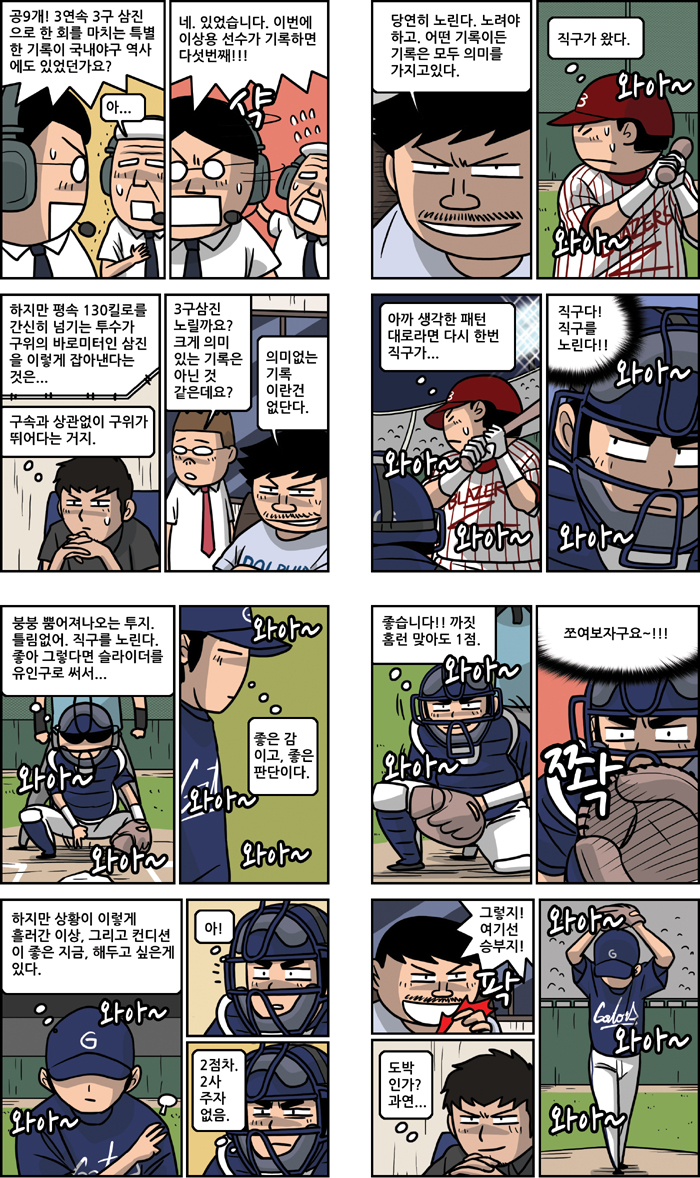 공9개! 3연속 3구 삼진
으로 한 회를 마치는 특별
한 기록이 국내야구 역사
에도 있었던가요?
아...
네. 있었습니다. 이번에
이상용 선수가 기록하면
다섯번째!!!
샥
하지만 평속 130킬로를
간신히 넘기는 투수가
구위의 바로미터인 삼진
을 이렇게 잡아낸다는
것은...
구속과 상관없이 구위가
뛰어다는 거지.
3구삼진
노릴까요?
크게 의미
있는 기록은
아닌 것
같은데요?
의미없는
기록
이란건
없단다.
DOLPHIN
당연히 노린다. 노려야
하고. 어떤 기록이든
기록은 모두 의미를
가지고있다.
직구가 왔다.
와아~
B
BLAZERS
와아~
아까 생각한 패턴
대로라면 다시 한번
직구가...
B
와아~
BLAZERS
와아~
직구다!
직구를
노린다!!
와아~
와아~
붕붕 뿜어져나오는 투지.
틀림없어. 직구를 노린다.
좋아 그렇다면 슬라이더를
유인구로 써서...
와아~
와아~
G
와아~
좋은 감
이고, 좋은
판단이다.
와아~
와아~
하지만 상황이 이렇게
흘러간 이상, 그리고 컨디션
이 좋은 지금, 해두고 싶은게
있다.
와아~
G
와아~
아!
2점차.
2사
주자
없음.
좋습니다!! 까짓
홈런 맞아도 1점.
와아~
와아~
쪼여보자구요~!!!
쫙
그렇지!
여기선
승부지!
팍
도박
인가?
과연...
와아~
G
Gators
와아~
와아~